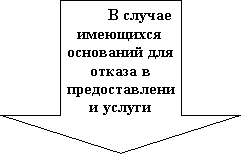 В случае
имеющихся
оснований для
отказа в
предоставлени
и услуги